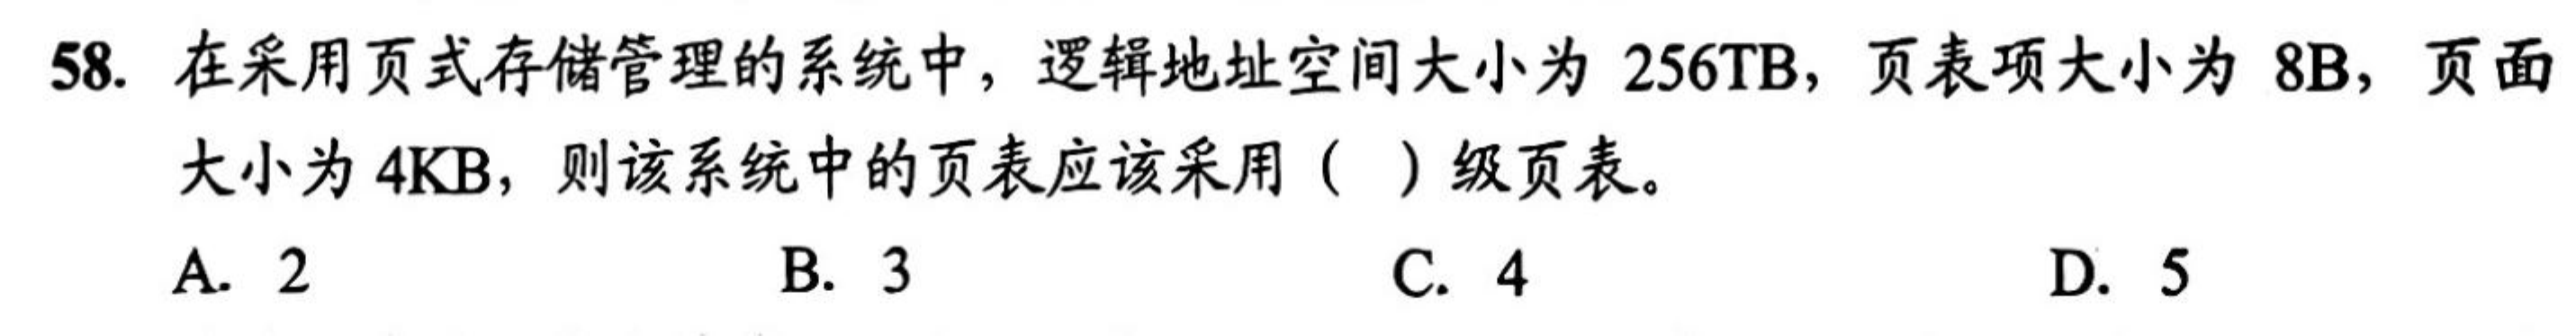 58. 在采用页式存储管理的系统中，逻辑地址空间大小为 256TB，页表项大小为 8B，页面
大小为 4KB，则该系统中的页表应该采用（ ）级页表。
A. 2 B. 3 C. 4 D. 5